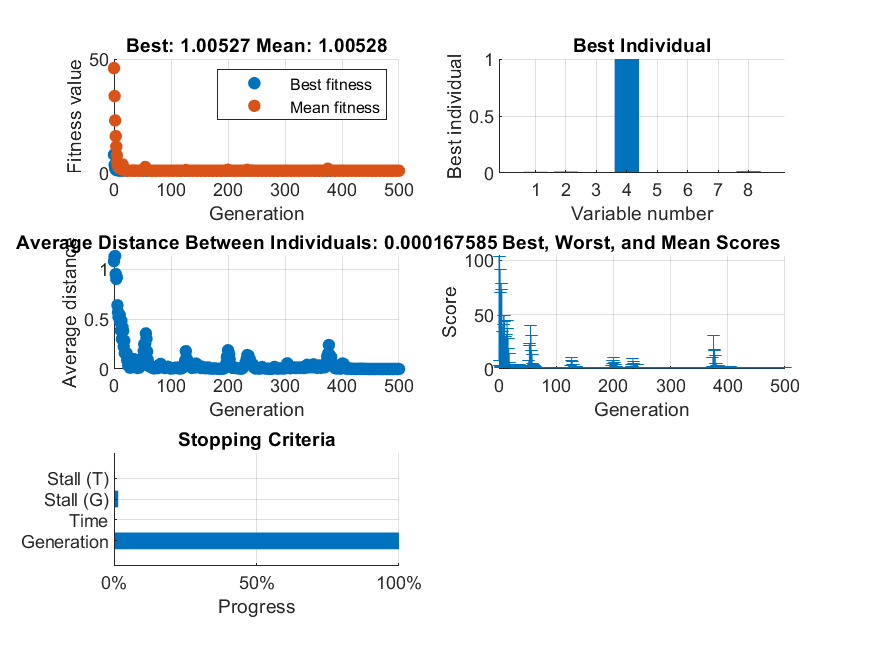 Best: 1.00527 Mean: 1.00528
Fitness value
50
0
Best fitness
Mean fitness
0 100 200 300 400 500
Generation
Best Individual
Best individual
1
0.5
0
1 2 3 4 5 6 7 8
Variable number
Average Distance Between Individuals: 0.000167585
Average distance
1
0.5
0
0 100 200 300 400 500
Generation
Best, Worst, and Mean Scores
Score
100
50
0
0 100 200 300 400 500
Generation
Stopping Criteria
Stall (T)
Stall (G)
Time
Generation
0% 50% 100%
Progress